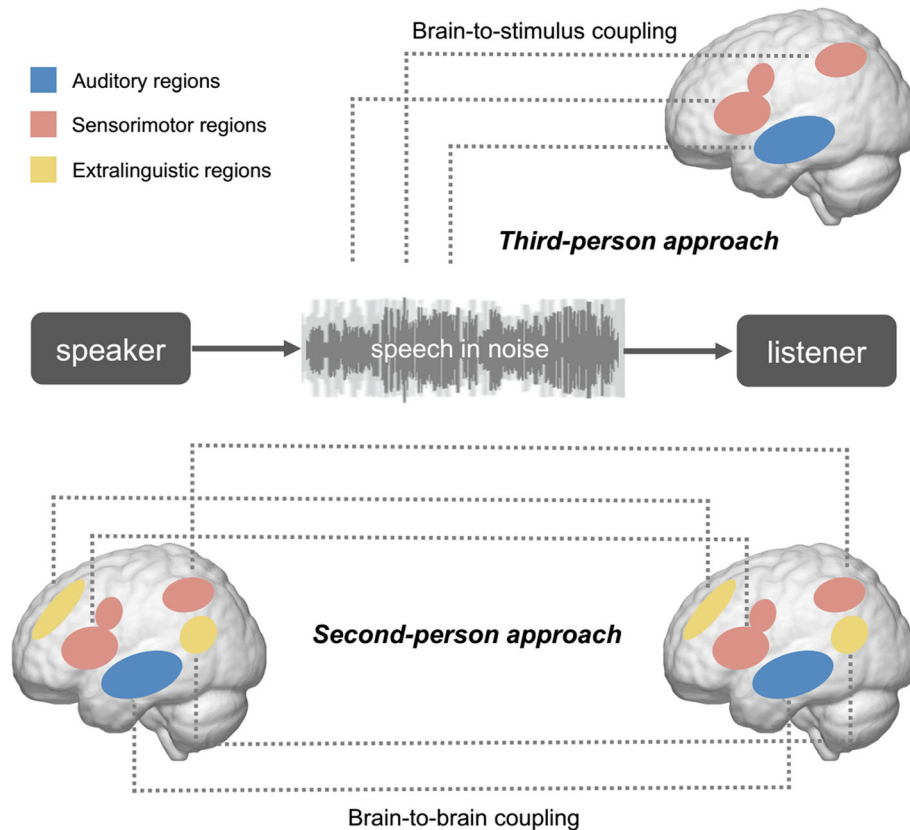 Brain-to-stimulus coupling
Auditory regions
Sensorimotor regions
Extralinguistic regions
Third-person approach
speaker
speech in noise
listener
Second-person approach
Brain-to-brain coupling